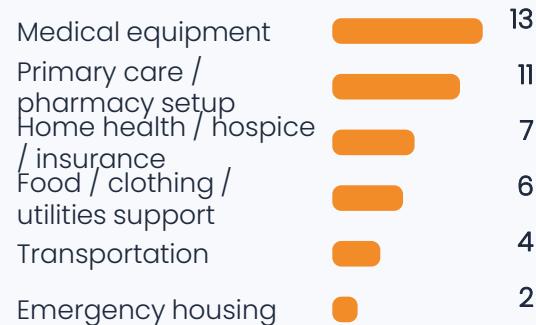 Medical equipment 13
Primary care /
pharmacy setup 11
Home health / hospice
/ insurance 7
Food / clothing /
utilities support 6
Transportation 4
Emergency housing 2